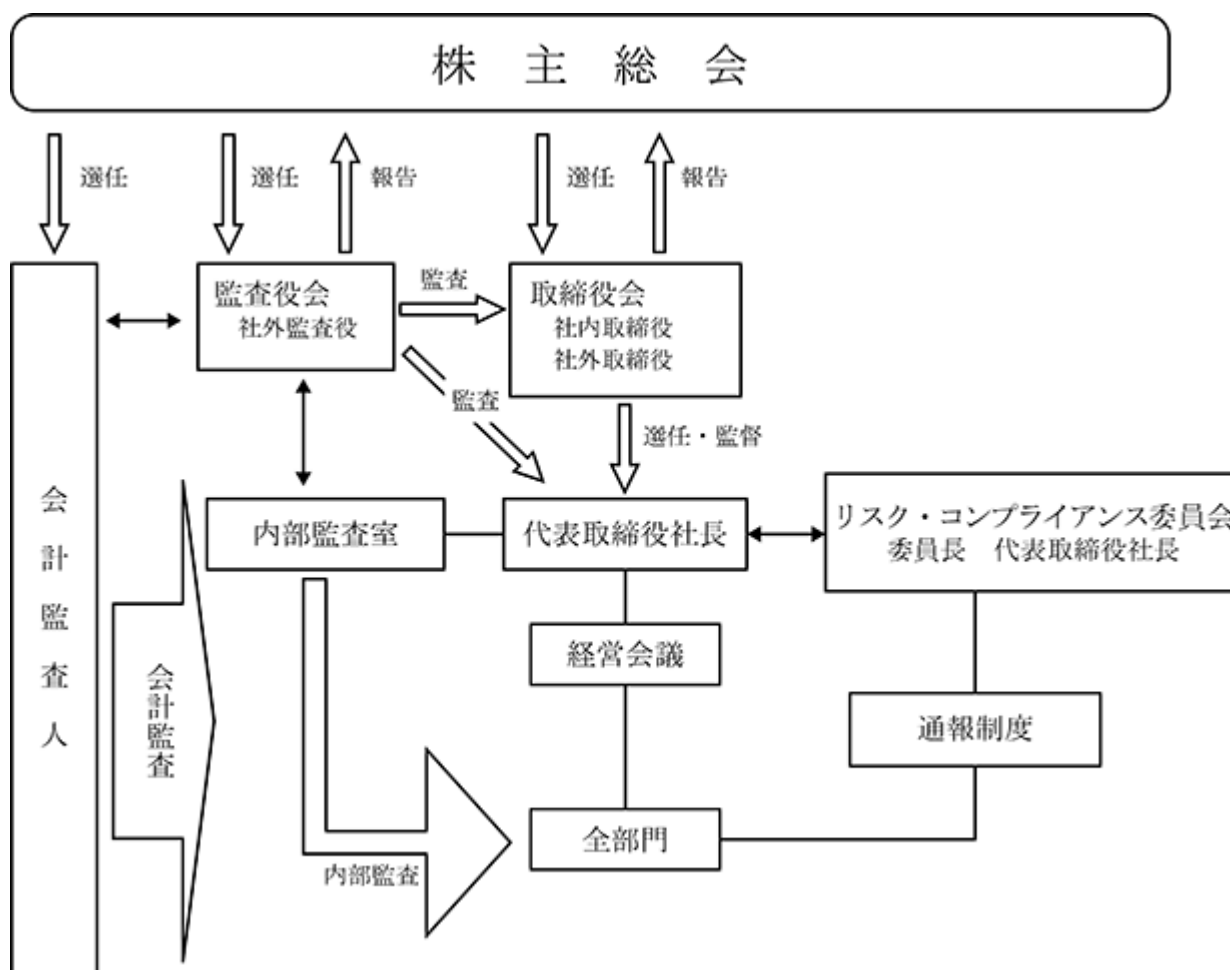 株主総会
選任
選任
報告
選任
報告
監査役会
社外監査役
監査
取締役会
社内取締役
社外取締役
監査
選任・監督
会計監査人
内部監査室
代表取締役社長
リスク・コンプライアンス委員会
委員長　代表取締役社長
経営会議
会計監査
通報制度
全部門
内部監査